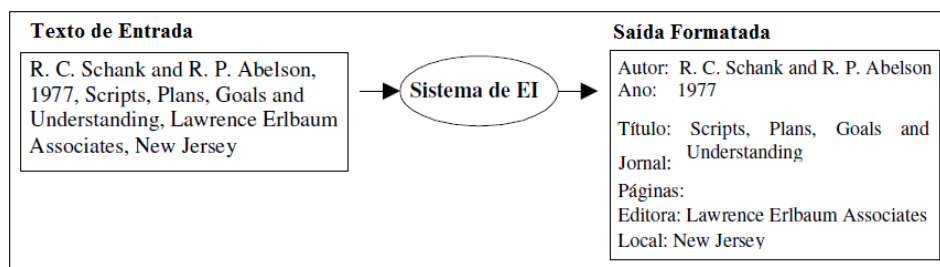 Texto de Entrada
R. C. Schank and R. P. Abelson,
1977, Scripts, Plans, Goals and
Understanding, Lawrence Erlbaum
Associates, New Jersey
Sistema de EI
Saída Formatada
Autor: R. C. Schank and R. P. Abelson
Ano: 1977
Título: Scripts, Plans, Goals and
Understanding
Jornal:
Páginas:
Editora: Lawrence Erlbaum Associates
Local: New Jersey